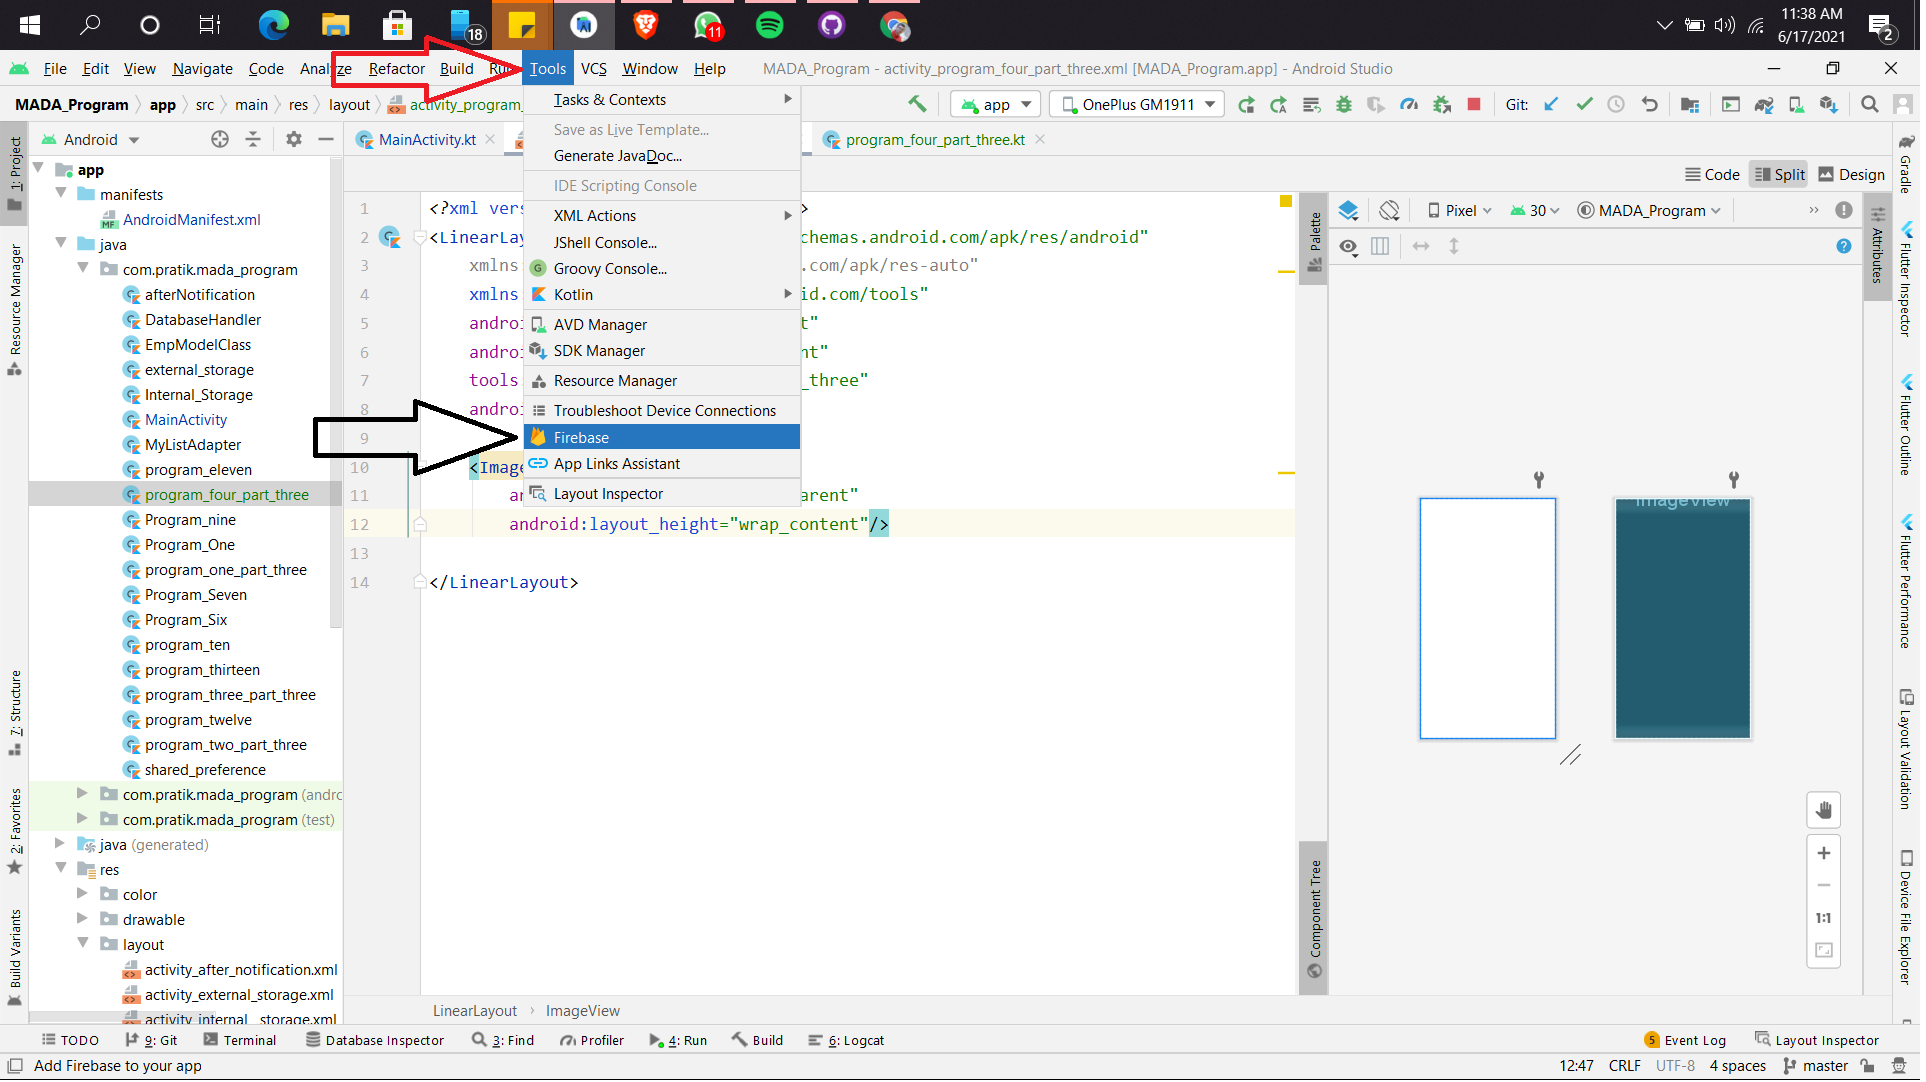 18
11
11:38 AM
6/17/2021
2
File Edit View Navigate Code Analyze Refactor Build Tools VCS Window Help
MADA_Program - activity_program_four_part_three.xml [MADA_Program.app] - Android Studio
MADA_Program app src main res layout activity_program_
app OnePlus GM1911 Git:
Android
MainActivity.kt
program_four_part_three.kt
Code Split Design
1: Project
Resource Manager
7: Structure
2: Favorites
Build Variants
app
manifests
AndroidManifest.xml
java
com.pratik.mada_program
afterNotification
DatabaseHandler
EmpModelClass
external_storage
Internal_Storage
MainActivity
MyListAdapter
program_eleven
program_four_part_three
Program_nine
Program_One
program_one_part_three
Program_Seven
Program_Six
program_ten
program_thirteen
program_three_part_three
program_twelve
program_two_part_three
shared_preference
com.pratik.mada_program (andro
com.pratik.mada_program (test)
java (generated)
res
color
drawable
layout
activity_after_notification.xml
activity_external_storage.xml
activity_internal_storage.xml
Tasks & Contexts
Save as Live Template...
Generate JavaDoc...
IDE Scripting Console
XML Actions
JShell Console...
Groovy Console...
Kotlin
AVD Manager
SDK Manager
Resource Manager
Troubleshoot Device Connections
Firebase
App Links Assistant
Layout Inspector
1 <?xml vers >
2 <LinearLay chemas.android.com/apk/res/android"
3 xmlns .com/apk/res-auto"
4 xmlns id.com/tools"
5 androi t"
6 androi nt"
7 tools: _three"
8 androi
9
10 <Image
11 an arent"
12 android:layout_height="wrap_content"/>
13
14 </LinearLayout>
LinearLayout ImageView
Palette
Component Tree
Pixel 30 MADA_Program
ImageView
1:1
Attributes
Gradle
Flutter Inspector
Flutter Outline
Flutter Performance
Layout Validation
Device File Explorer
TODO 9: Git Terminal Database Inspector 3: Find Profiler 4: Run Build 6: Logcat
5 Event Log Layout Inspector
Add Firebase to your app
12:47 CRLF UTF-8 4 spaces master